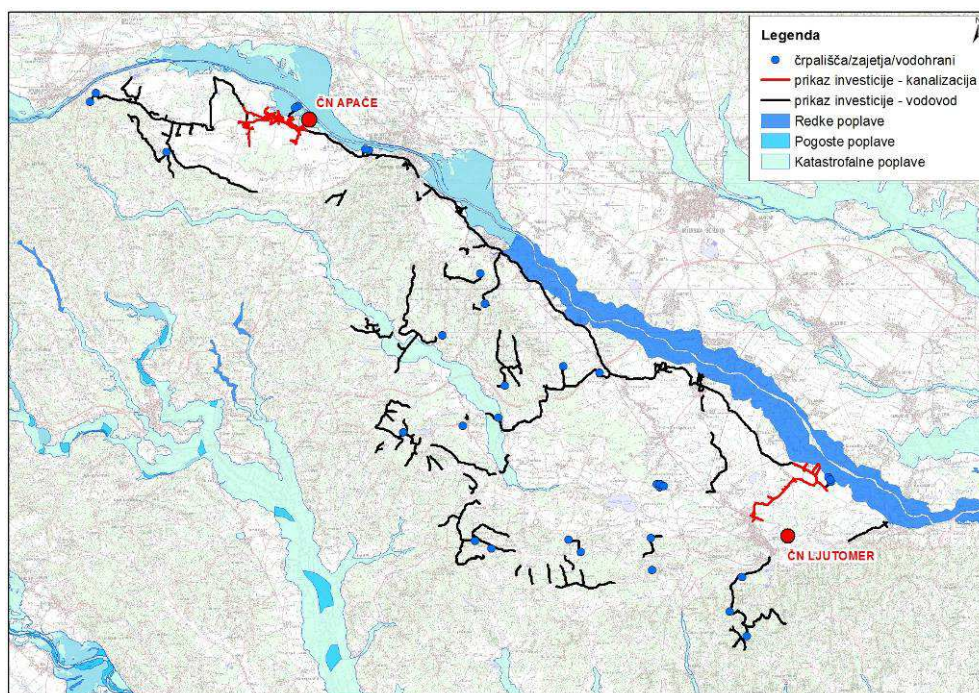 Legenda
črpališča/zajetja/vodohrani
prikaz investicije - kanalizacija
prikaz investicije - vodovod
Redke poplave
Pogoste poplave
Katastrofalne poplave
ČN APAČE
ČN LJUTOMER